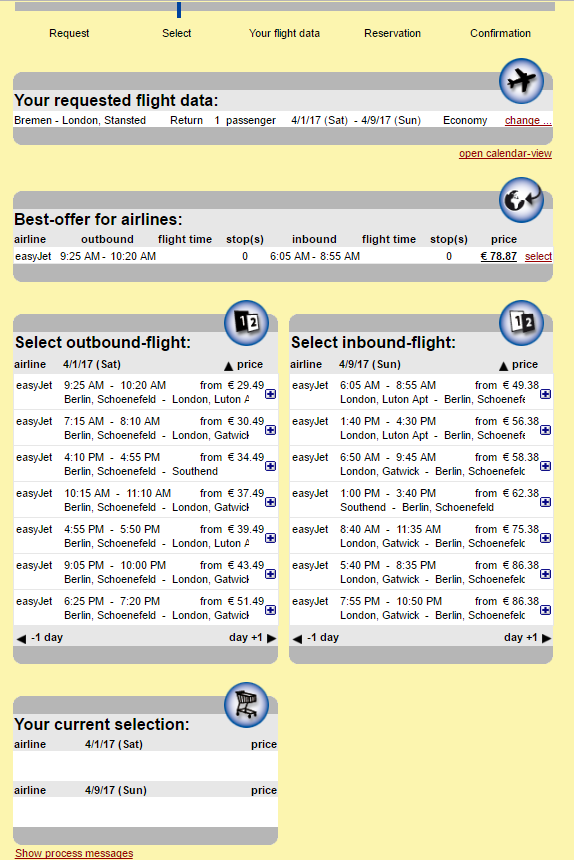 Request Select Your flight data Reservation Confirmation
Your requested flight data:
Bremen - London, Stansted Return 1 passenger 4/1/17 (Sat) - 4/9/17 (Sun) Economy change ...
open calendar-view
Best-offer for airlines:
airline outbound flight time stop(s) inbound flight time stop(s) price
easyJet 9:25 AM - 10:20 AM 0 6:05 AM - 8:55 AM 0 € 78.87 select
1 2
Select outbound-flight:
airline 4/1/17 (Sat) ▲ price
easyJet 9:25 AM - 10:20 AM from € 29.49
Berlin, Schoenefeld - London, Luton A
easyJet 7:15 AM - 8:10 AM from € 30.49
Berlin, Schoenefeld - London, Gatwick
easyJet 4:10 PM - 4:55 PM from € 34.49
Berlin, Schoenefeld - Southend
easyJet 10:15 AM - 11:10 AM from € 37.49
Berlin, Schoenefeld - London, Gatwick
easyJet 4:55 PM - 5:50 PM from € 39.49
Berlin, Schoenefeld - London, Luton A
easyJet 9:05 PM - 10:00 PM from € 43.49
Berlin, Schoenefeld - London, Gatwick
easyJet 6:25 PM - 7:20 PM from € 51.49
Berlin, Schoenefeld - London, Gatwick
◀ -1 day day +1 ▶
1 2
Select inbound-flight:
airline 4/9/17 (Sun) ▲ price
easyJet 6:05 AM - 8:55 AM from € 49.38
London, Luton Apt - Berlin, Schoenefe
easyJet 1:40 PM - 4:30 PM from € 56.38
London, Luton Apt - Berlin, Schoenefe
easyJet 6:50 AM - 9:45 AM from € 58.38
London, Gatwick - Berlin, Schoenefeld
easyJet 1:00 PM - 3:40 PM from € 62.38
Southend - Berlin, Schoenefeld
easyJet 8:40 AM - 11:35 AM from € 75.38
London, Gatwick - Berlin, Schoenefeld
easyJet 5:40 PM - 8:35 PM from € 86.38
London, Gatwick - Berlin, Schoenefeld
easyJet 7:55 PM - 10:50 PM from € 86.38
London, Gatwick - Berlin, Schoenefeld
◀ -1 day day +1 ▶
Your current selection:
airline 4/1/17 (Sat) price
airline 4/9/17 (Sun) price
Show process messages